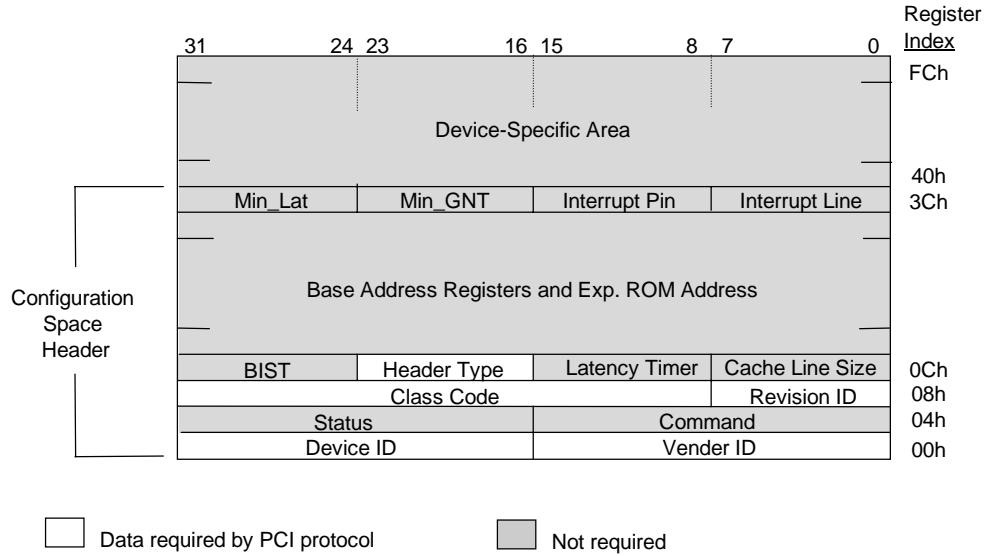 Register
Index
31 24 23 16 15 8 7 0
FCh
Device-Specific Area
40h
Min_Lat Min_GNT Interrupt Pin Interrupt Line 3Ch
Base Address Registers and Exp. ROM Address
Configuration
Space
Header
BIST Header Type Latency Timer Cache Line Size 0Ch
Class Code Revision ID 08h
Status Command 04h
Device ID Vender ID 00h
Data required by PCI protocol Not required